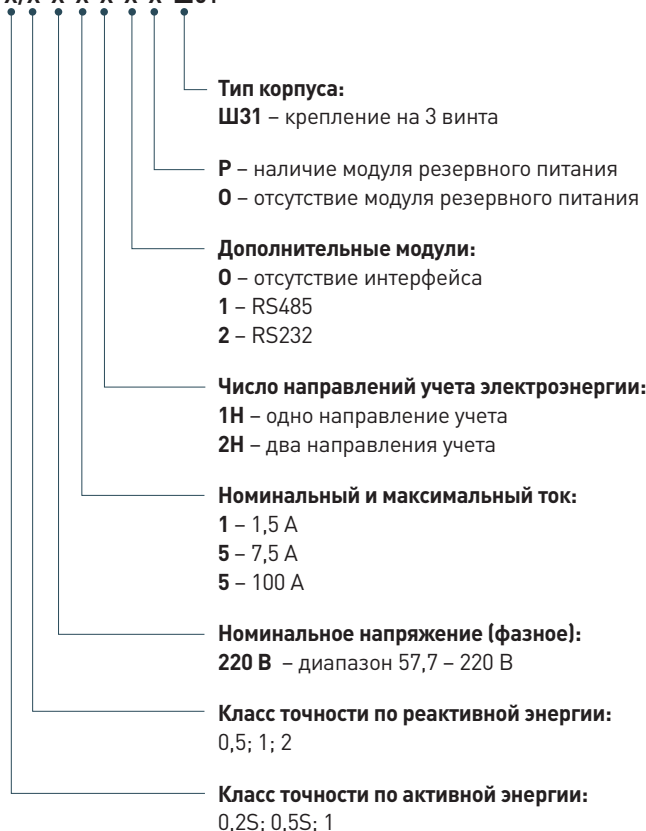 Тип корпуса:
Ш31 – крепление на 3 винта
Р – наличие модуля резервного питания
0 – отсутствие модуля резервного питания
Дополнительные модули:
0 – отсутствие интерфейса
1 – RS485
2 – RS232
Число направлений учета электроэнергии:
1Н – одно направление учета
2Н – два направления учета
Номинальный и максимальный ток:
1 – 1,5 А
5 – 7,5 А
5 – 100 А
Номинальное напряжение (фазное):
220 В – диапазон 57,7 – 220 В
Класс точности по реактивной энергии:
0,5; 1; 2
Класс точности по активной энергии:
0,2S; 0,5S; 1